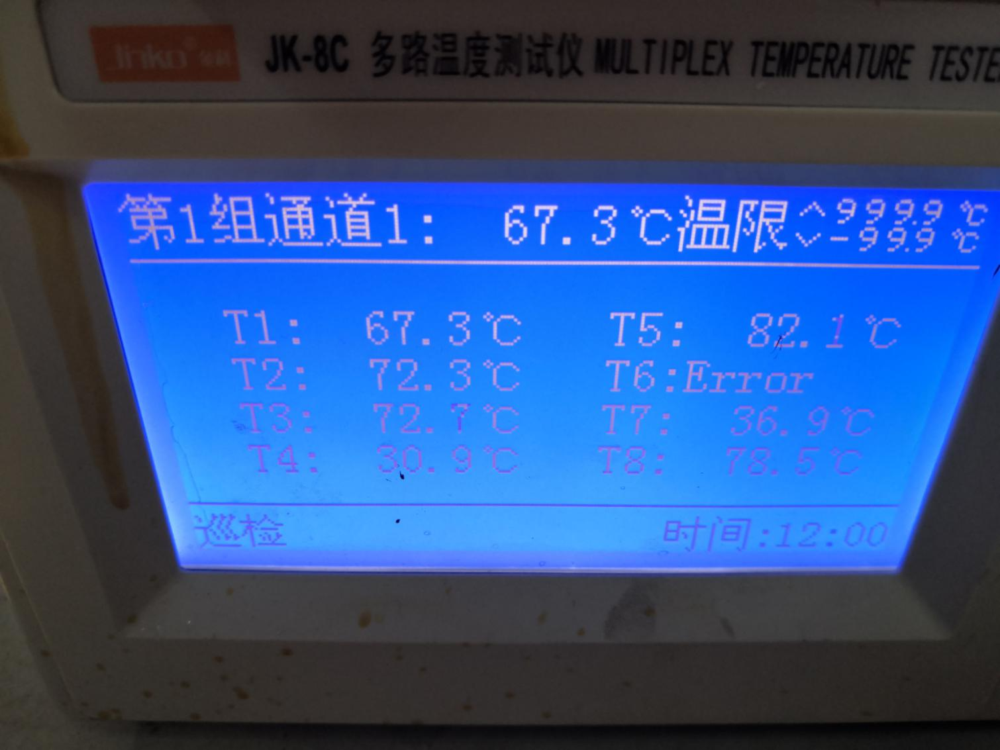 Jinko®
JK-8C 多路温度测试仪 MULTIPLEX TEMPERATURE TESTE
第1组通道1: 67.3℃温限︿999.9℃
﹀-99.9℃
T1: 67.3℃ T5: 82.1℃
T2: 72.3℃ T6:Error
T3: 72.7℃ T7: 36.9℃
T4: 30.9℃ T8: 78.5℃
巡检 时间:12:00